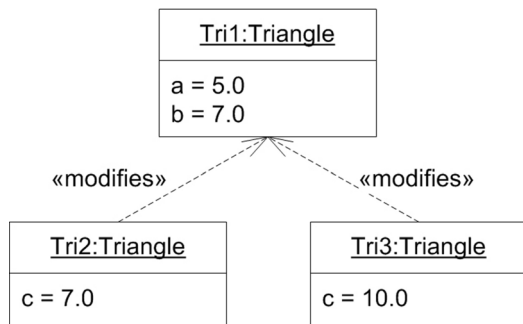 Tri1:Triangle
a = 5.0
b = 7.0
«modifies»
«modifies»
Tri2:Triangle
c = 7.0
Tri3:Triangle
c = 10.0